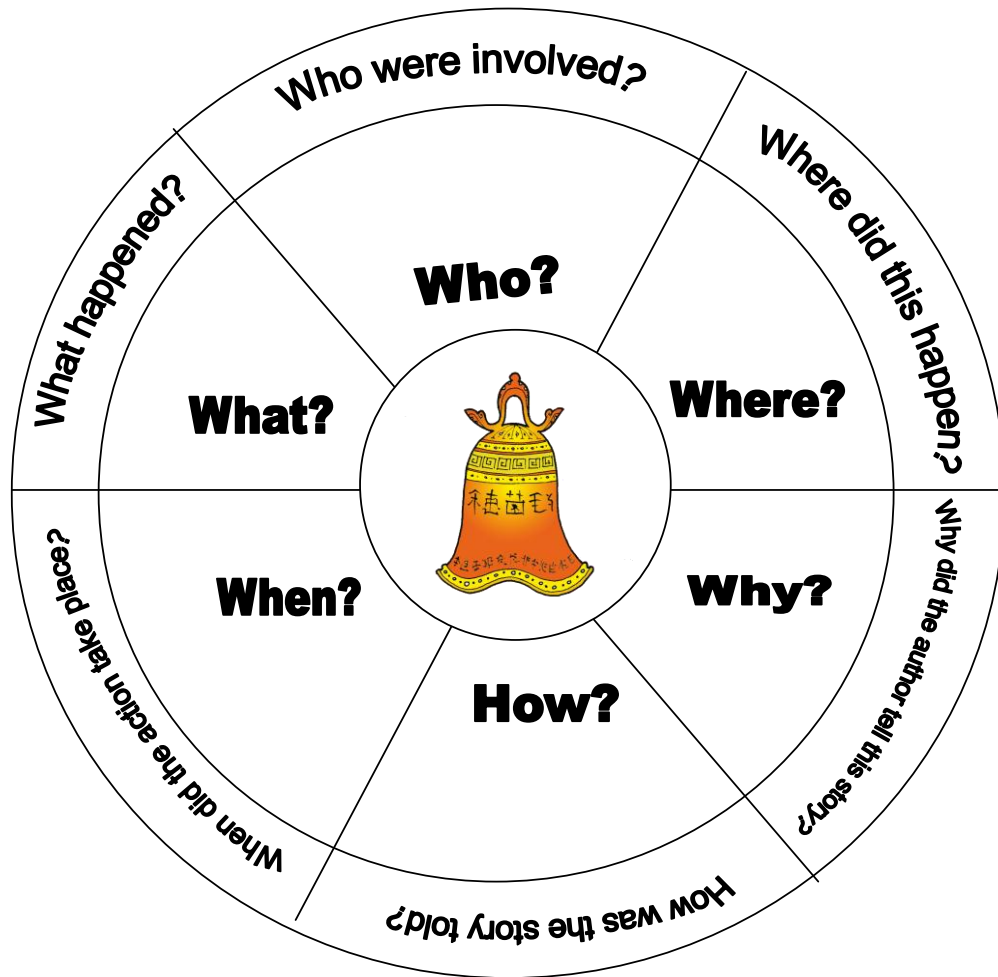 Who were involved?
Where did this happen?
Why did the author tell this story?
How was the story told?
When did the action take place?
What happened?
Who?
Where?
Why?
How?
When?
What?